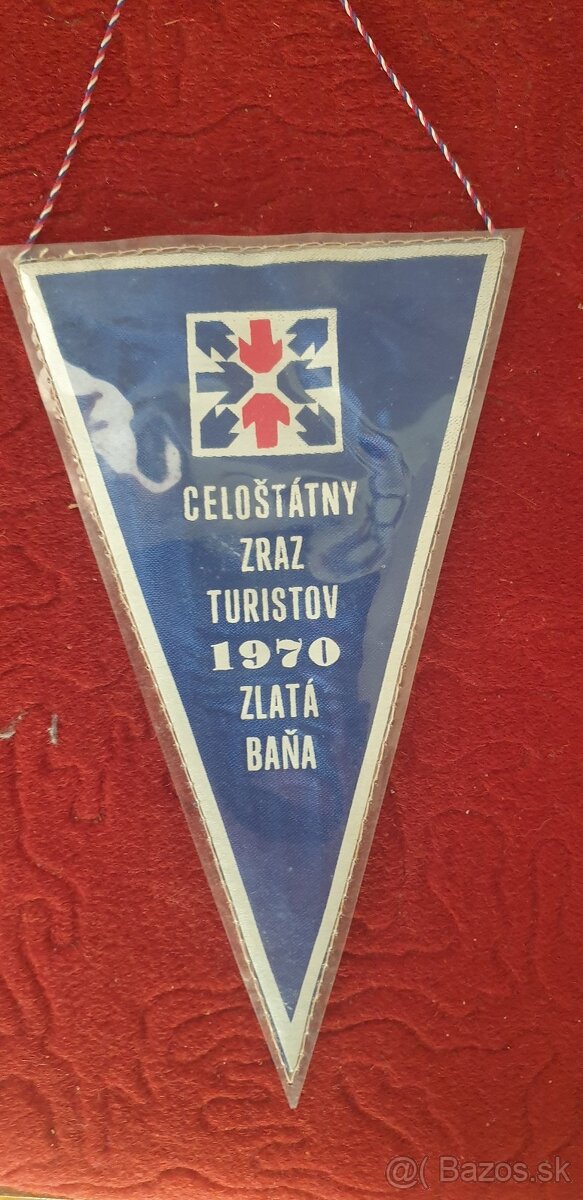 CELOŠTÁTNY
ZRAZ
TURISTOV
1970
ZLATÁ
BAŇA
@( Bazos.sk